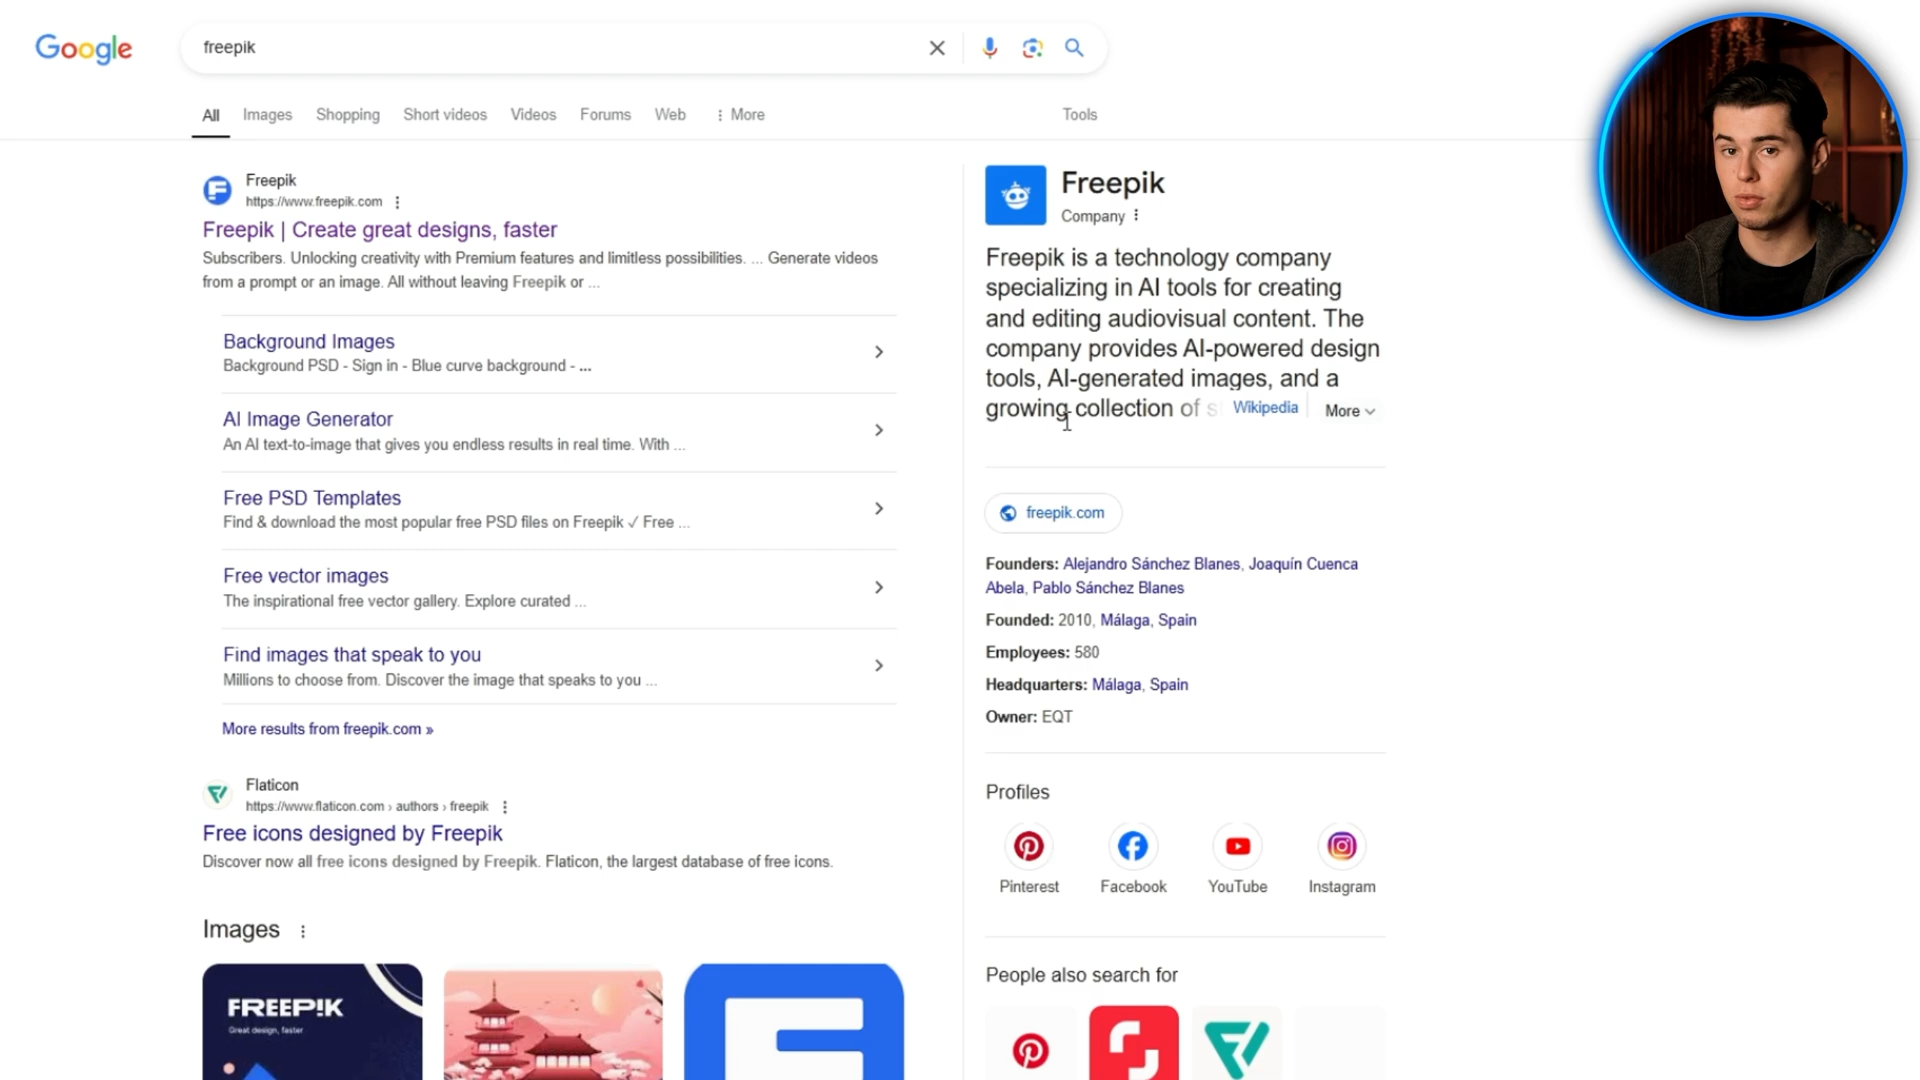 Google
freepik
All
Images
Shopping
Short videos
Videos
Forums
Web
More
Tools
Freepik
https://www.freepik.com
Freepik | Create great designs, faster
Subscribers. Unlocking creativity with Premium features and limitless possibilities. ... Generate videos
from a prompt or an image. All without leaving Freepik or ...
Background Images
Background PSD - Sign in - Blue curve background - ...
AI Image Generator
An AI text-to-image that gives you endless results in real time. With ...
Free PSD Templates
Find & download the most popular free PSD files on Freepik ✓ Free ...
Free vector images
The inspirational free vector gallery. Explore curated ...
Find images that speak to you
Millions to choose from. Discover the image that speaks to you ...
More results from freepik.com »
Flaticon
https://www.flaticon.com › authors › freepik
Free icons designed by Freepik
Discover now all free icons designed by Freepik. Flaticon, the largest database of free icons.
Images
FREEP!K
Great design, faster
Freepik
Company
Freepik is a technology company
specializing in AI tools for creating
and editing audiovisual content. The
company provides AI-powered design
tools, AI-generated images, and a
growing collection of
Wikipedia
More
freepik.com
Founders: Alejandro Sánchez Blanes, Joaquín Cuenca
Abela, Pablo Sánchez Blanes
Founded: 2010, Málaga, Spain
Employees: 580
Headquarters: Málaga, Spain
Owner: EQT
Profiles
Pinterest
Facebook
YouTube
Instagram
People also search for